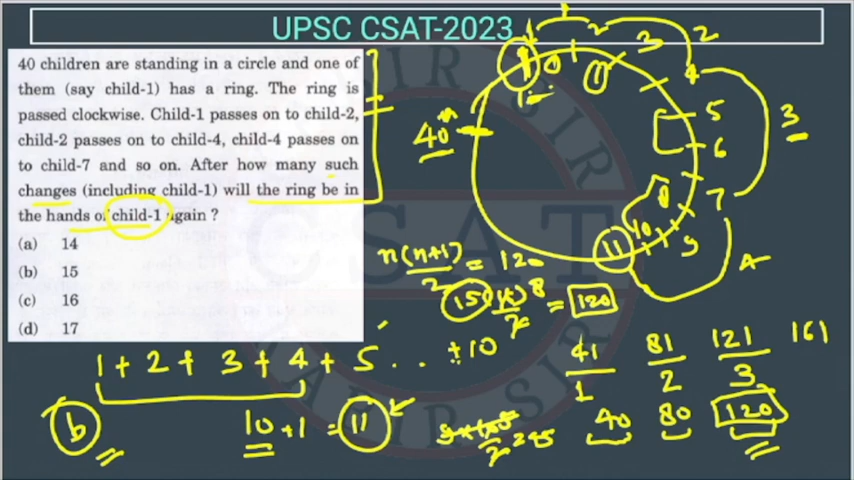 UPSC CSAT-2023
40 children are standing in a circle and one of
them (say child-1) has a ring. The ring is
passed clockwise. Child-1 passes on to child-2,
child-2 passes on to child-4, child-4 passes on
to child-7 and so on. After how many such
changes (including child-1) will the ring be in
the hands of child-1 again ?
(a) 14
(b) 15
(c) 16
(d) 17
1
2
3
2
4
5
6
3
7
40
9
11
4
40
n(n+1)/2 = 120
= 120
1 + 2 + 3 + 4 + 5 .. +10
41 81 121 161
1 2 3
40 80 120
b
10 + 1 = 11
CSAT